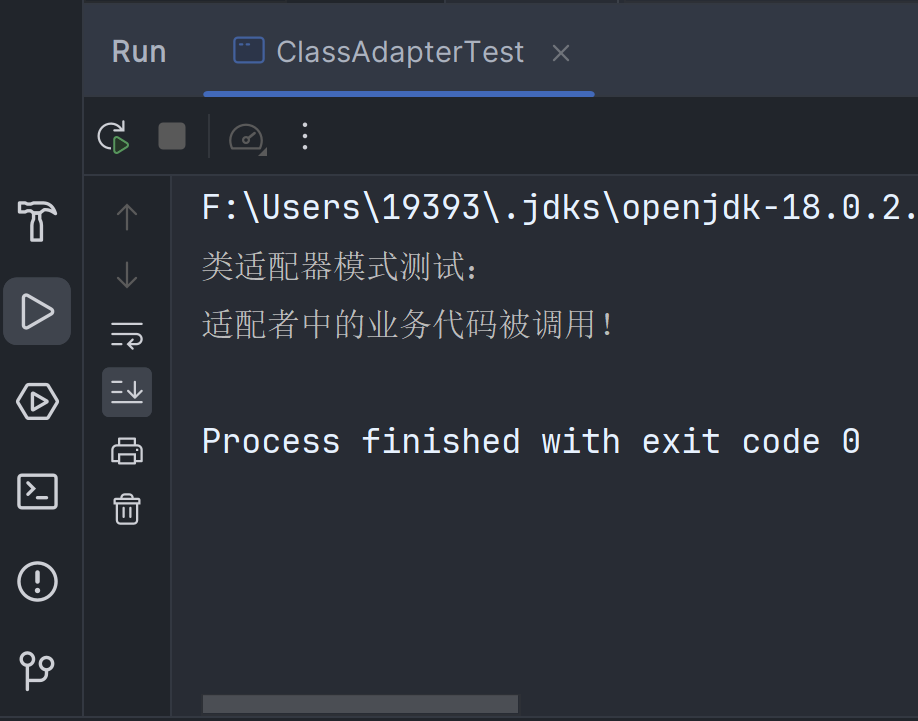 Run ClassAdapterTest
F:\Users\19393\.jdks\openjdk-18.0.2.
类适配器模式测试:
适配者中的业务代码被调用!
Process finished with exit code 0